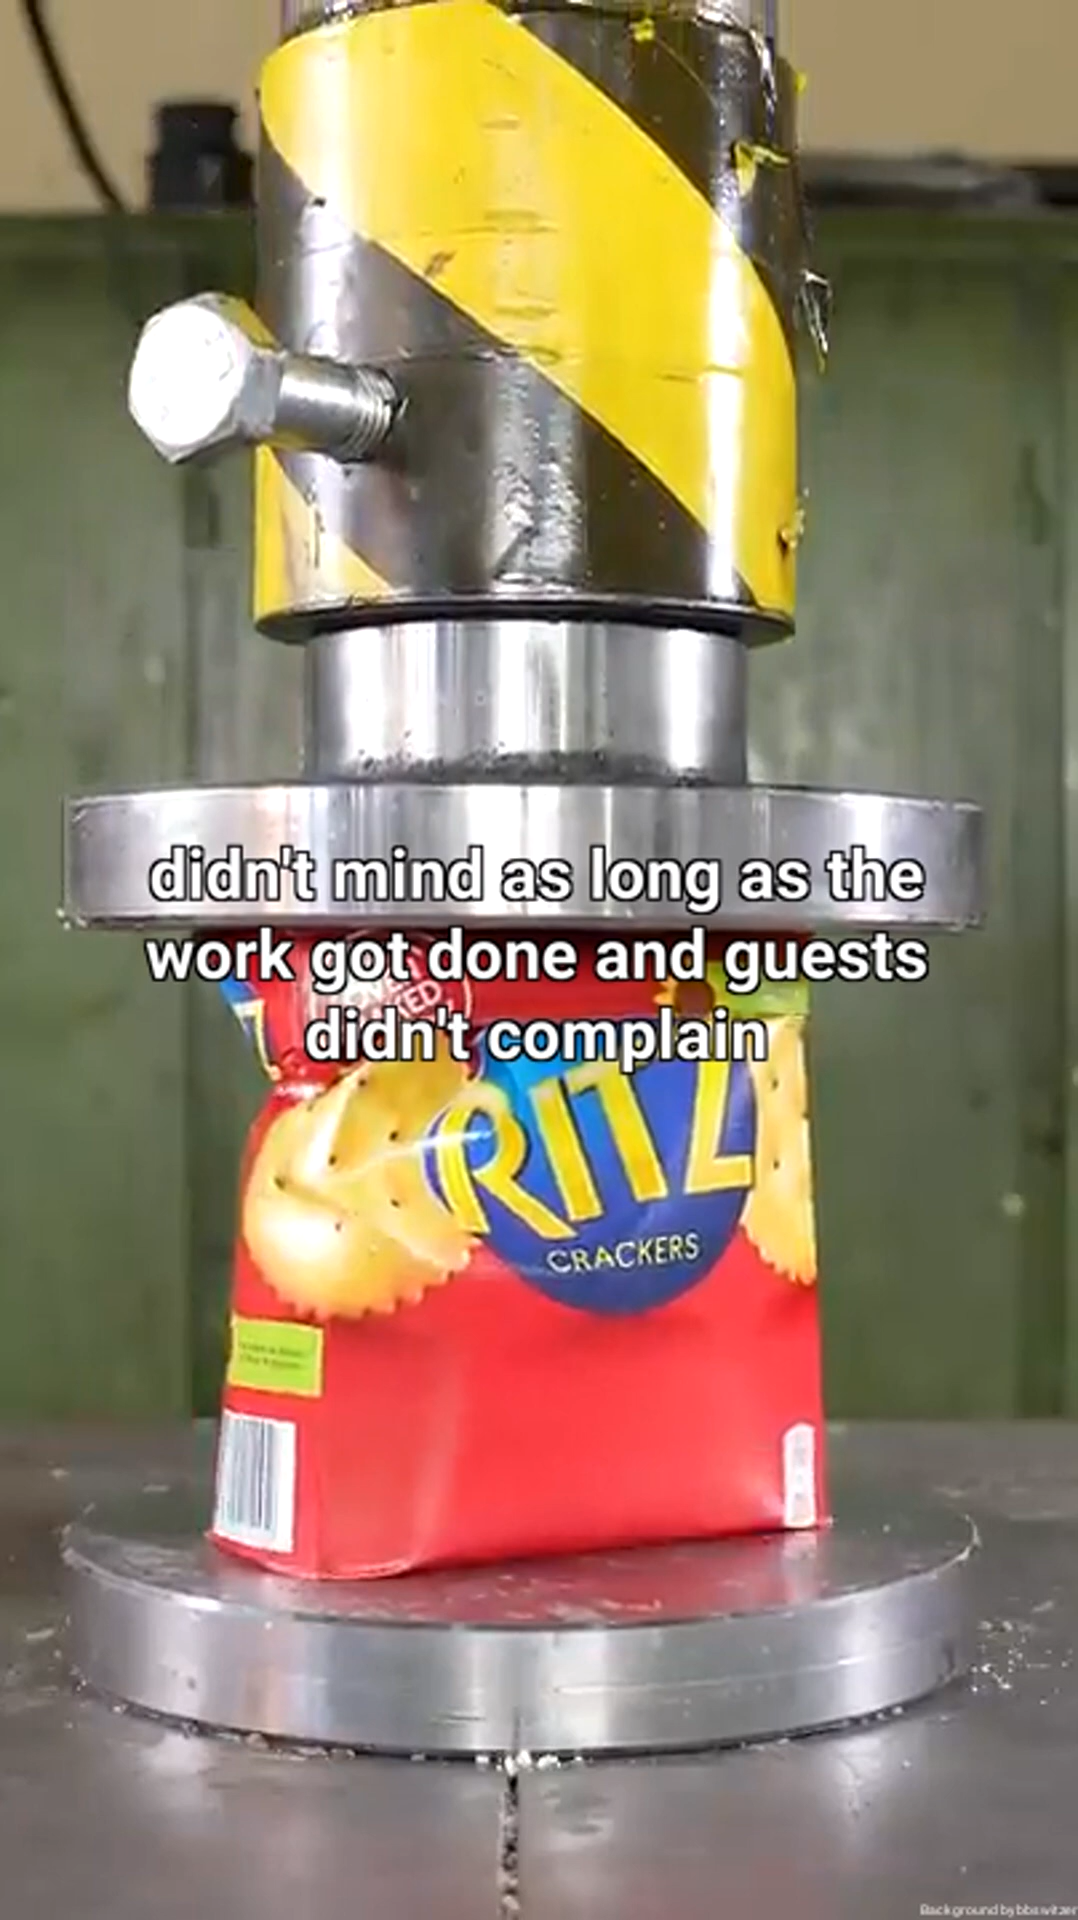 didn't mind as long as the
work got done and guests
didn't complain
RITZ
CRACKERS
Background by bbswitzer